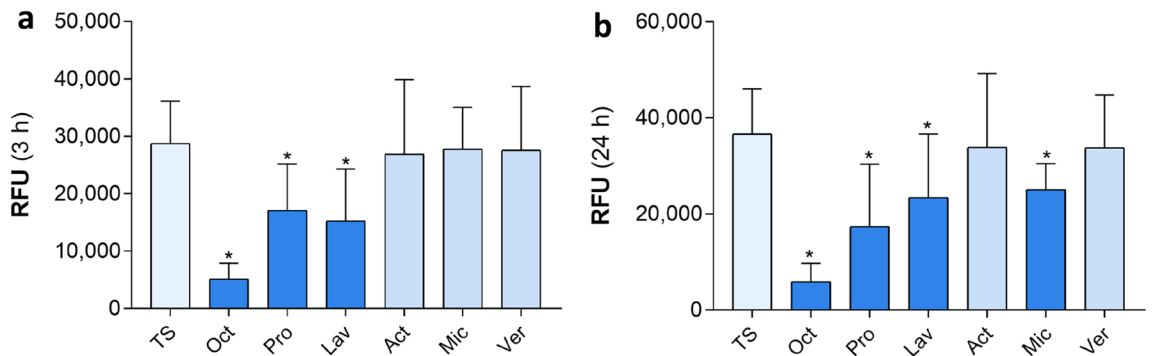 a
50,000
40,000
30,000
20,000
10,000
0
RFU (3 h)
* * *
TS Oct Pro Lav Act Mic Ver
b
60,000
40,000
20,000
0
RFU (24 h)
* * * *
TS Oct Pro Lav Act Mic Ver